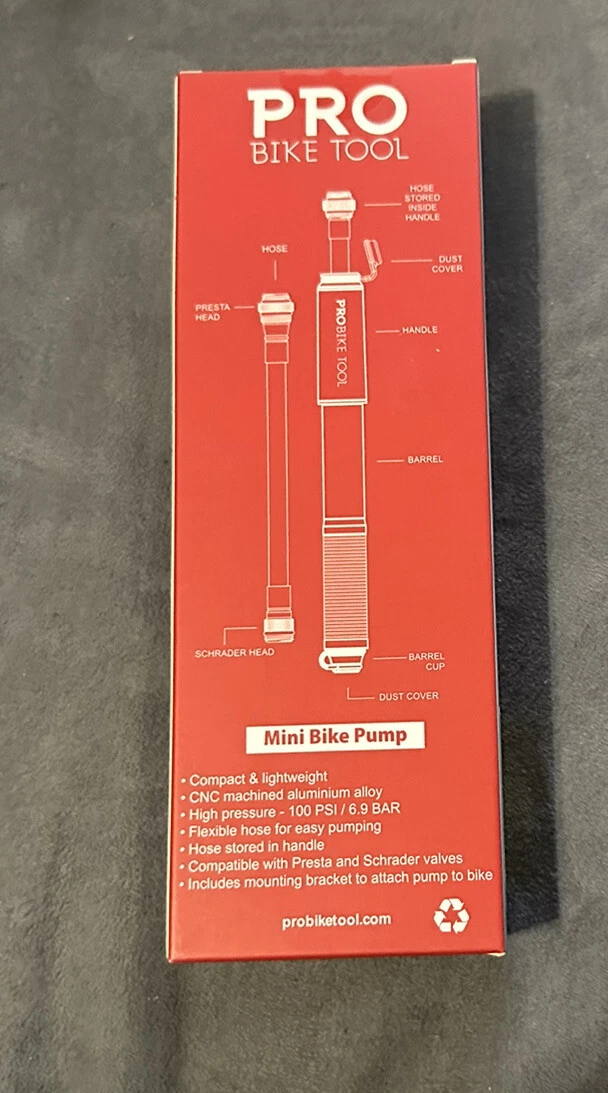 PRO
BIKE TOOL
HOSE
STORED
INSIDE
HANDLE
HOSE
DUST
COVER
PRESTA
HEAD
PROBIKE TOOL
HANDLE
BARREL
SCHRADER HEAD
BARREL
CUP
DUST COVER
Mini Bike Pump
• Compact & lightweight
• CNC machined aluminium alloy
• High pressure - 100 PSI / 6.9 BAR
• Flexible hose for easy pumping
• Hose stored in handle
• Compatible with Presta and Schrader valves
• Includes mounting bracket to attach pump to bike
probiketool.com